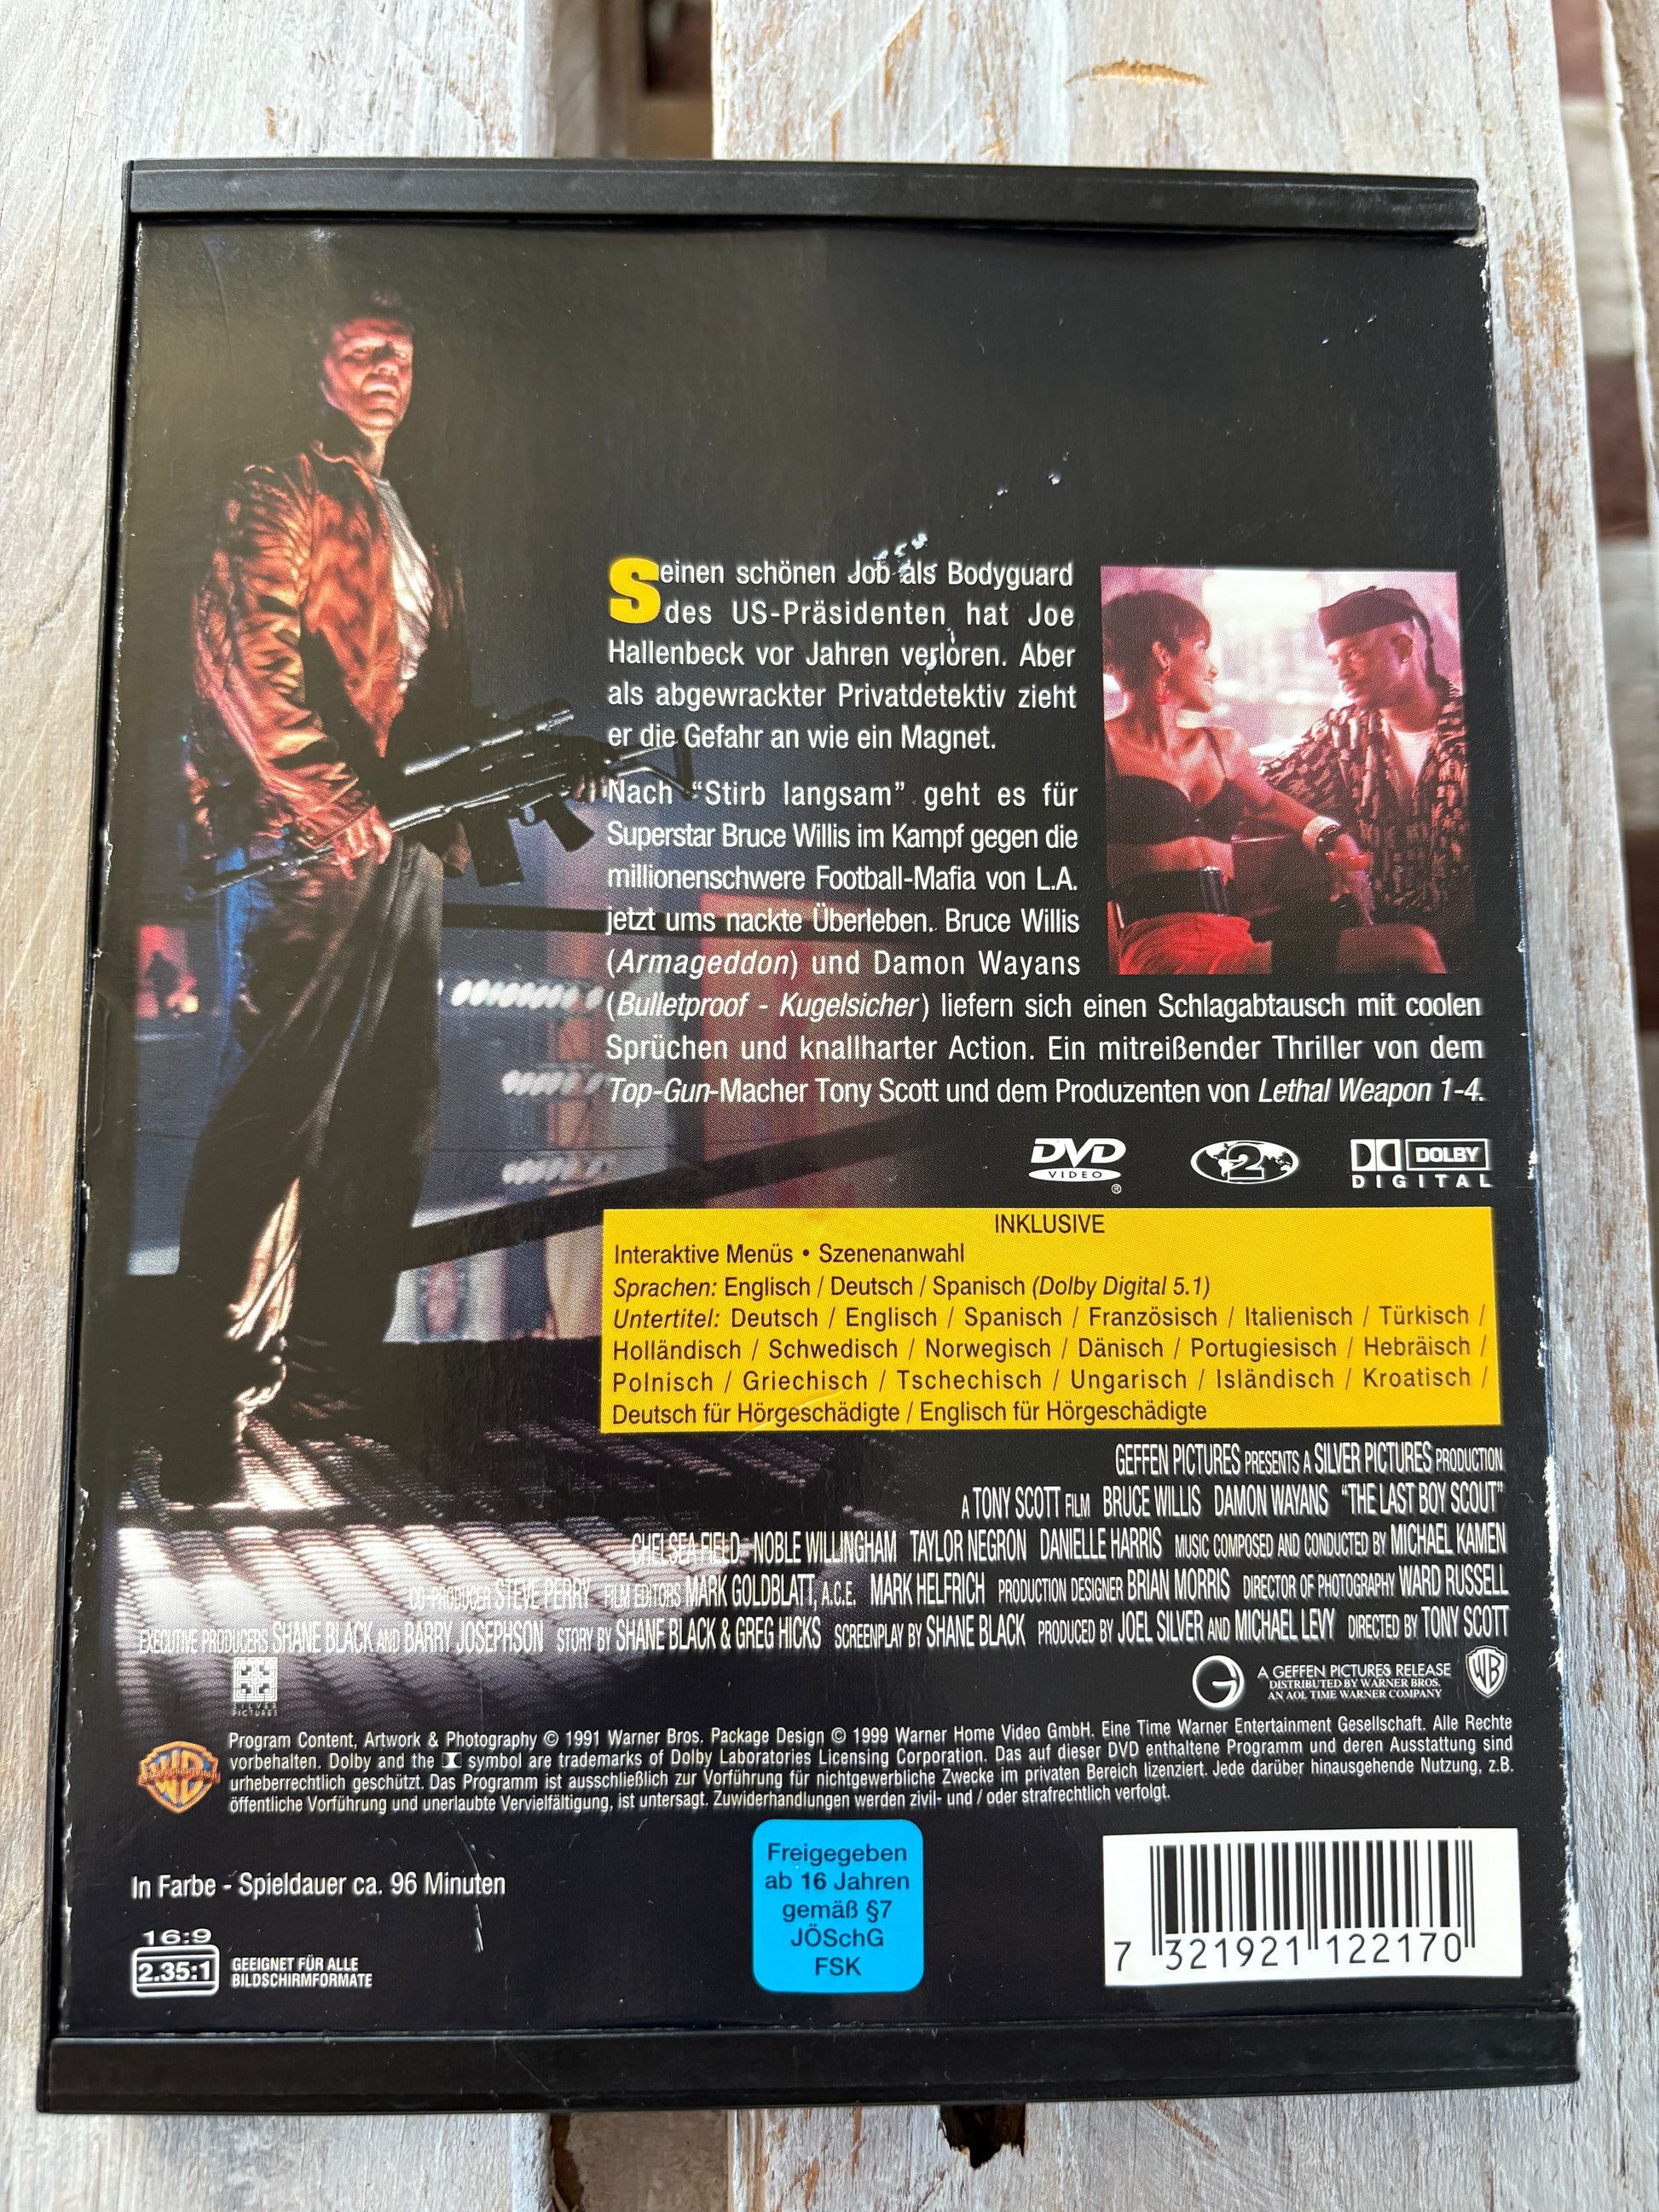 Seinen schönen Job als Bodyguard
des US-Präsidenten hat Joe
Hallenbeck vor Jahren verloren. Aber
als abgewrackter Privatdetektiv zieht
er die Gefahr an wie ein Magnet.
Nach “Stirb langsam” geht es für
Superstar Bruce Willis im Kampf gegen die
millionenschwere Football-Mafia von L.A.
jetzt ums nackte Überleben. Bruce Willis
(Armageddon) und Damon Wayans
(Bulletproof - Kugelsicher) liefern sich einen Schlagabtausch mit coolen
Sprüchen und knallharter Action. Ein mitreißender Thriller von dem
Top-Gun-Macher Tony Scott und dem Produzenten von Lethal Weapon 1-4.
DVD VIDEO ® 2 DOLBY DIGITAL
INKLUSIVE
Interaktive Menüs • Szenenanwahl
Sprachen: Englisch / Deutsch / Spanisch (Dolby Digital 5.1)
Untertitel: Deutsch / Englisch / Spanisch / Französisch / Italienisch / Türkisch /
Holländisch / Schwedisch / Norwegisch / Dänisch / Portugiesisch / Hebräisch /
Polnisch / Griechisch / Tschechisch / Ungarisch / Isländisch / Kroatisch /
Deutsch für Hörgeschädigte / Englisch für Hörgeschädigte
GEFFEN PICTURES PRESENTS A SILVER PICTURES PRODUCTION
A TONY SCOTT FILM BRUCE WILLIS DAMON WAYANS “THE LAST BOY SCOUT”
CHELSEA FIELD NOBLE WILLINGHAM TAYLOR NEGRON DANIELLE HARRIS MUSIC COMPOSED AND CONDUCTED BY MICHAEL KAMEN
CO-PRODUCER STEVE PERRY FILM EDITORS MARK GOLDBLATT, A.C.E. MARK HELFRICH PRODUCTION DESIGNER BRIAN MORRIS DIRECTOR OF PHOTOGRAPHY WARD RUSSELL
EXECUTIVE PRODUCERS SHANE BLACK AND BARRY JOSEPHSON STORY BY SHANE BLACK & GREG HICKS SCREENPLAY BY SHANE BLACK PRODUCED BY JOEL SILVER AND MICHAEL LEVY DIRECTED BY TONY SCOTT
SILVER
PICTURES
A GEFFEN PICTURES RELEASE
DISTRIBUTED BY WARNER BROS.
AN AOL TIME WARNER COMPANY
WB
Program Content, Artwork & Photography © 1991 Warner Bros. Package Design © 1999 Warner Home Video GmbH. Eine Time Warner Entertainment Gesellschaft. Alle Rechte
vorbehalten. Dolby and the symbol are trademarks of Dolby Laboratories Licensing Corporation. Das auf dieser DVD enthaltene Programm und deren Ausstattung sind
urheberrechtlich geschützt. Das Programm ist ausschließlich zur Vorführung für nichtgewerbliche Zwecke im privaten Bereich lizenziert. Jede darüber hinausgehende Nutzung, z.B.
öffentliche Vorführung und unerlaubte Vervielfältigung, ist untersagt. Zuwiderhandlungen werden zivil- und / oder strafrechtlich verfolgt.
WB
In Farbe - Spieldauer ca. 96 Minuten
16:9
2.35:1
GEEIGNET FÜR ALLE
BILDSCHIRMFORMATE
Freigegeben
ab 16 Jahren
gemäß §7
JÖSchG
FSK
7 321921 122170